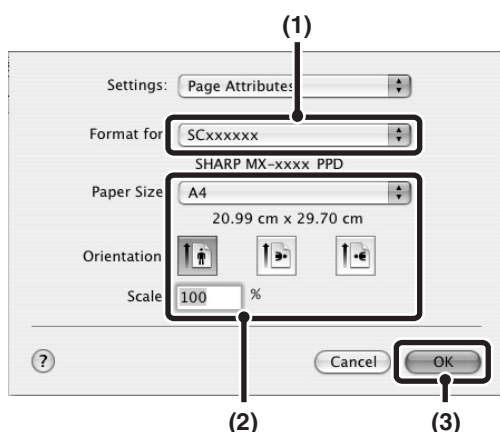 (1)
Settings: Page Attributes
Format for SCxxxxxx
SHARP MX-xxxx PPD
Paper Size A4
20.99 cm x 29.70 cm
Orientation
Scale 100 %
? Cancel OK
(2) (3)